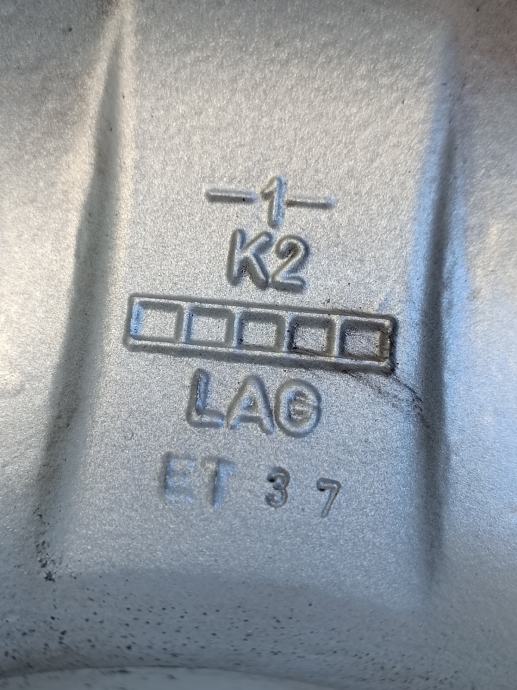 —1—
K2
LAG
ET 37